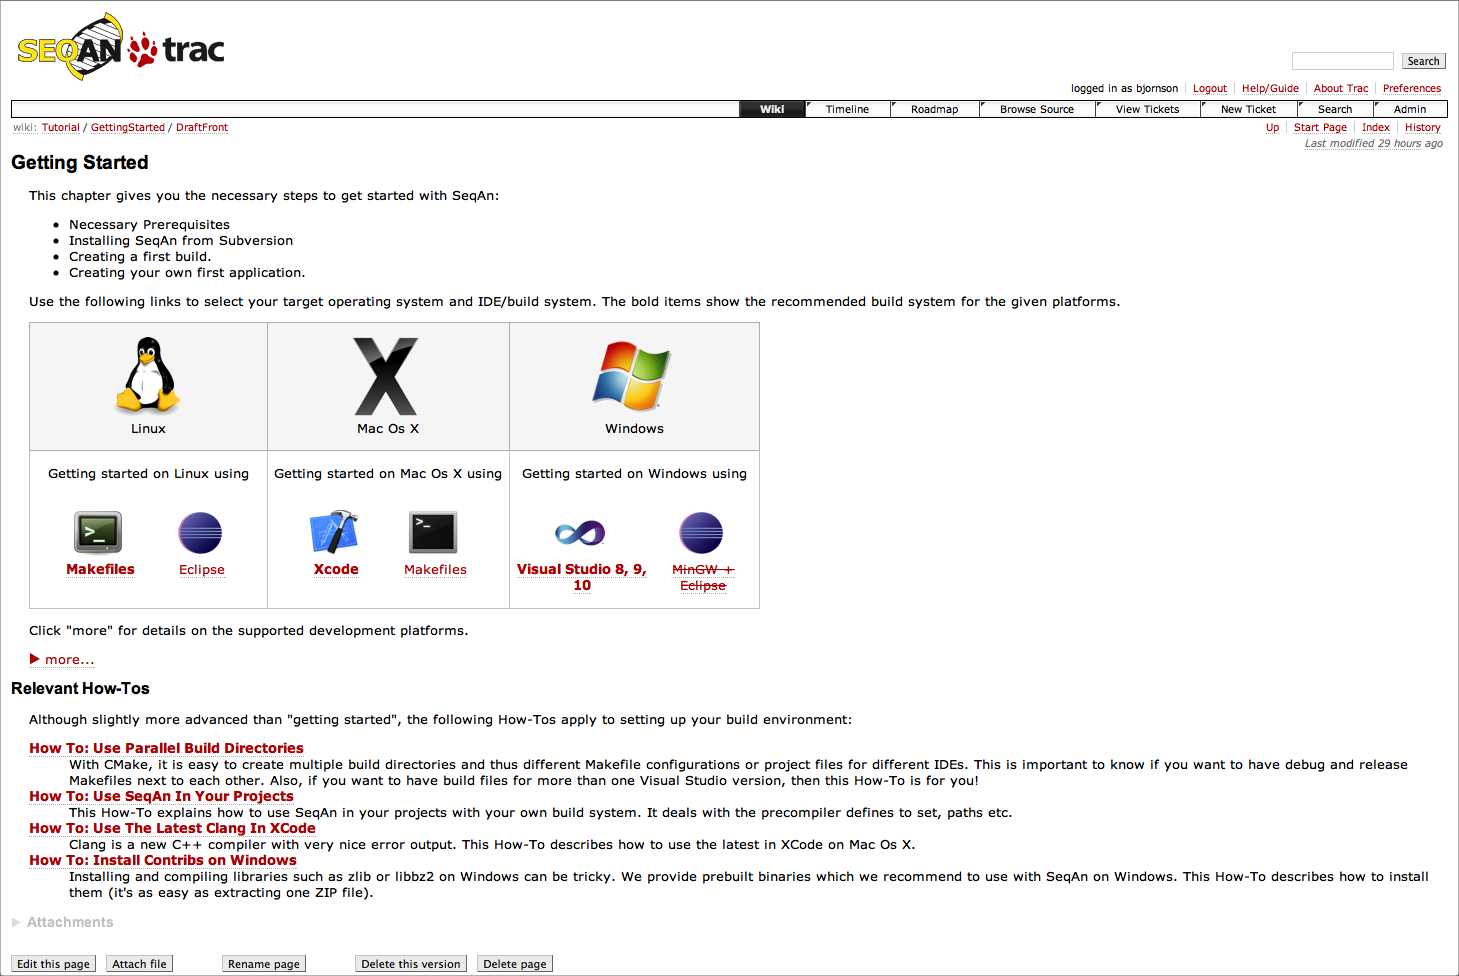 SEQAN trac
Search
logged in as bjornson Logout Help/Guide About Trac Preferences
Wiki Timeline Roadmap Browse Source View Tickets New Ticket Search Admin
wiki: Tutorial / GettingStarted / DraftFront Up Start Page Index History
Last modified 29 hours ago
Getting Started
This chapter gives you the necessary steps to get started with SeqAn:
• Necessary Prerequisites
• Installing SeqAn from Subversion
• Creating a first build.
• Creating your own first application.
Use the following links to select your target operating system and IDE/build system. The bold items show the recommended build system for the given platforms.
Linux Mac Os X Windows
Getting started on Linux using Getting started on Mac Os X using Getting started on Windows using
>_ >_
Makefiles Eclipse Xcode Makefiles Visual Studio 8, 9, MinGW +
10 Eclipse
Click "more" for details on the supported development platforms.
more...
Relevant How-Tos
Although slightly more advanced than "getting started", the following How-Tos apply to setting up your build environment:
How To: Use Parallel Build Directories
With CMake, it is easy to create multiple build directories and thus different Makefile configurations or project files for different IDEs. This is important to know if you want to have debug and release
Makefiles next to each other. Also, if you want to have build files for more than one Visual Studio version, then this How-To is for you!
How To: Use SeqAn In Your Projects
This How-To explains how to use SeqAn in your projects with your own build system. It deals with the precompiler defines to set, paths etc.
How To: Use The Latest Clang In XCode
Clang is a new C++ compiler with very nice error output. This How-To describes how to use the latest in XCode on Mac Os X.
How To: Install Contribs on Windows
Installing and compiling libraries such as zlib or libbz2 on Windows can be tricky. We provide prebuilt binaries which we recommend to use with SeqAn on Windows. This How-To describes how to install
them (it's as easy as extracting one ZIP file).
Attachments
Edit this page Attach file Rename page Delete this version Delete page